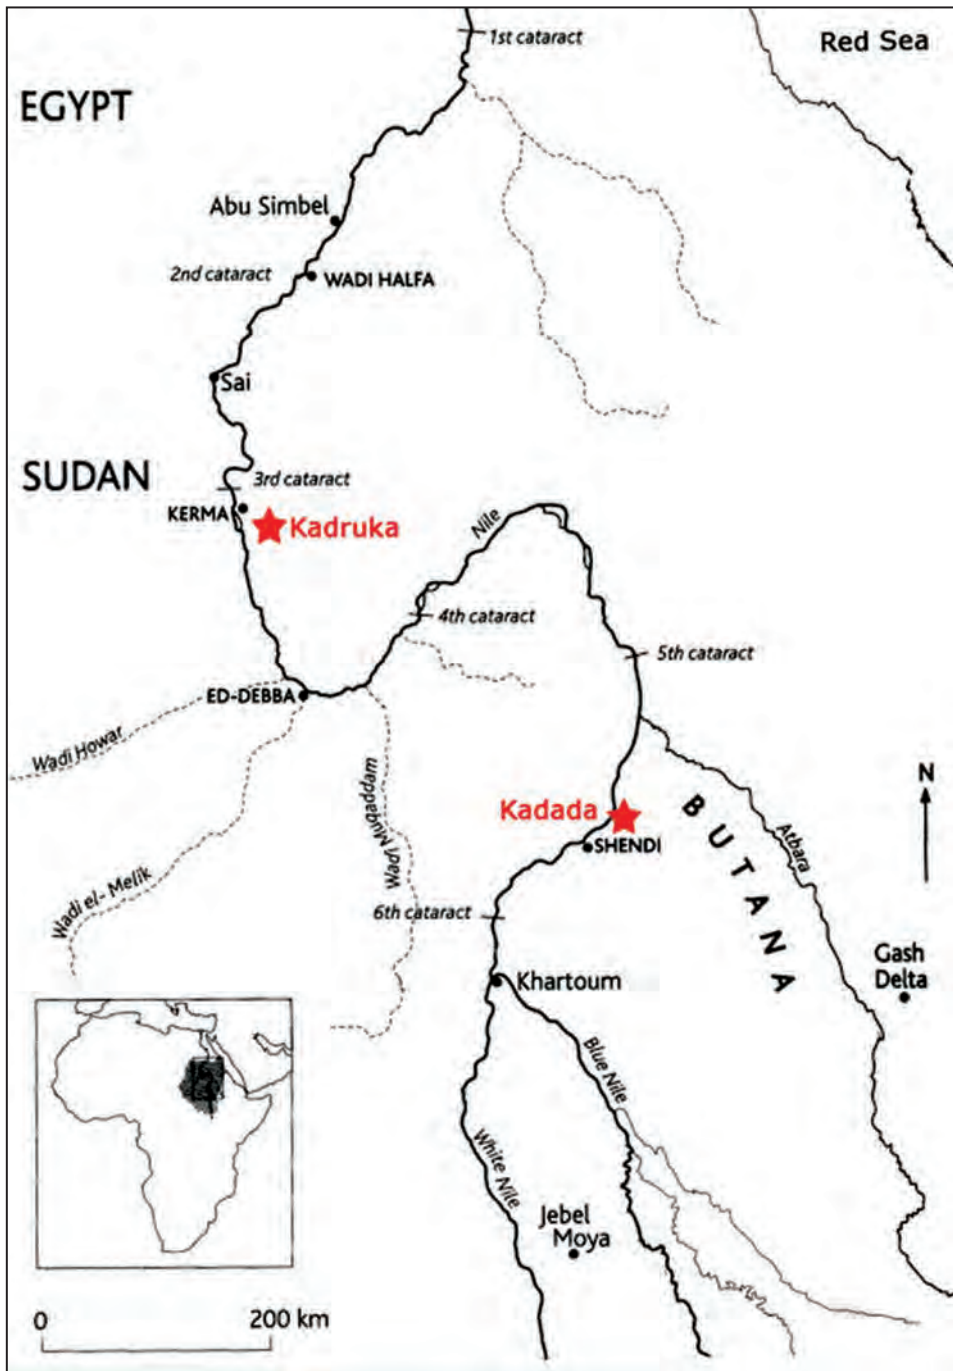 1st cataract
Red Sea
EGYPT
Abu Simbel
2nd cataract
WADI HALFA
Sai
SUDAN
3rd cataract
KERMA
Kadruka
Nile
4th cataract
5th cataract
ED-DEBBA
Wadi Howar
Wadi Muqaddam
Wadi el-Melik
Kadada
SHENDI
BUTANA
Atbara
N
6th cataract
Khartoum
Gash
Delta
Blue Nile
White Nile
Jebel
Moya
0
200 km